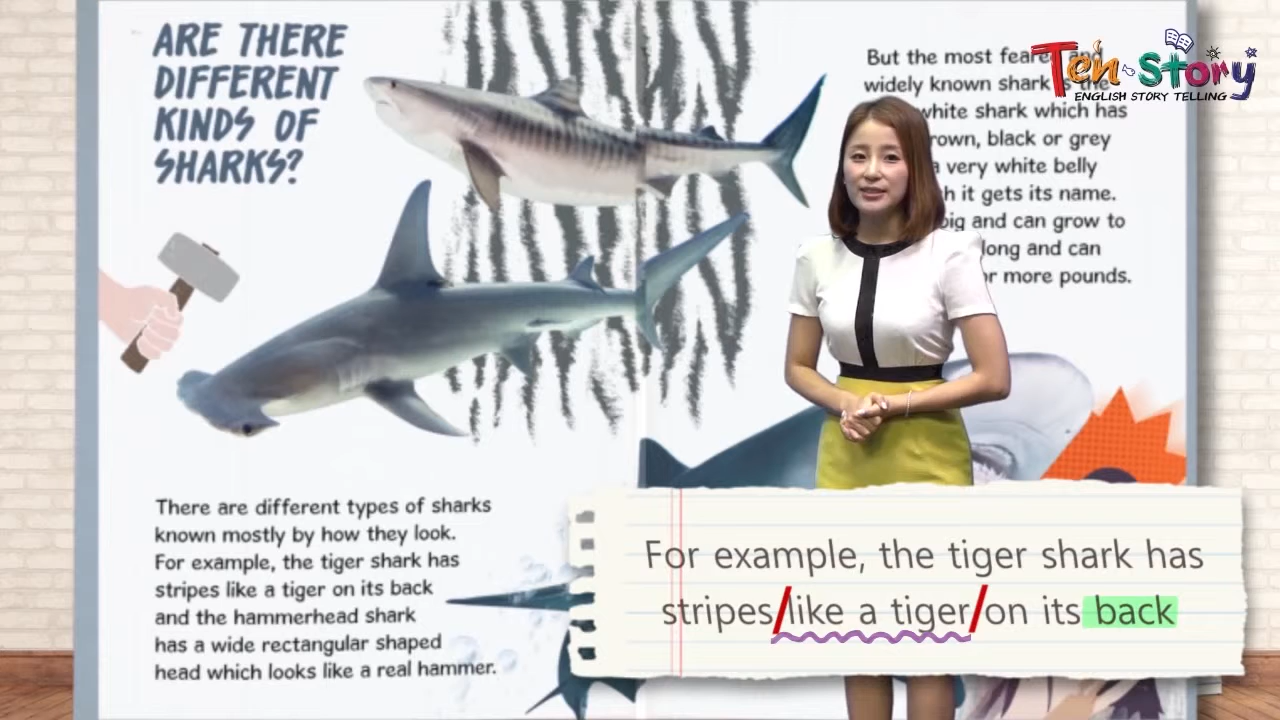 ARE THERE
DIFFERENT
KINDS OF
SHARKS?
There are different types of sharks
known mostly by how they look.
For example, the tiger shark has
stripes like a tiger on its back
and the hammerhead shark
has a wide rectangular shaped
head which looks like a real hammer.
But the most feared and
widely known shark is the
white shark which has
brown, black or grey
a very white belly
it gets its name.
big and can grow to
long and can
or more pounds.
Ten Story
ENGLISH STORY TELLING
For example, the tiger shark has
stripes/like a tiger/on its back